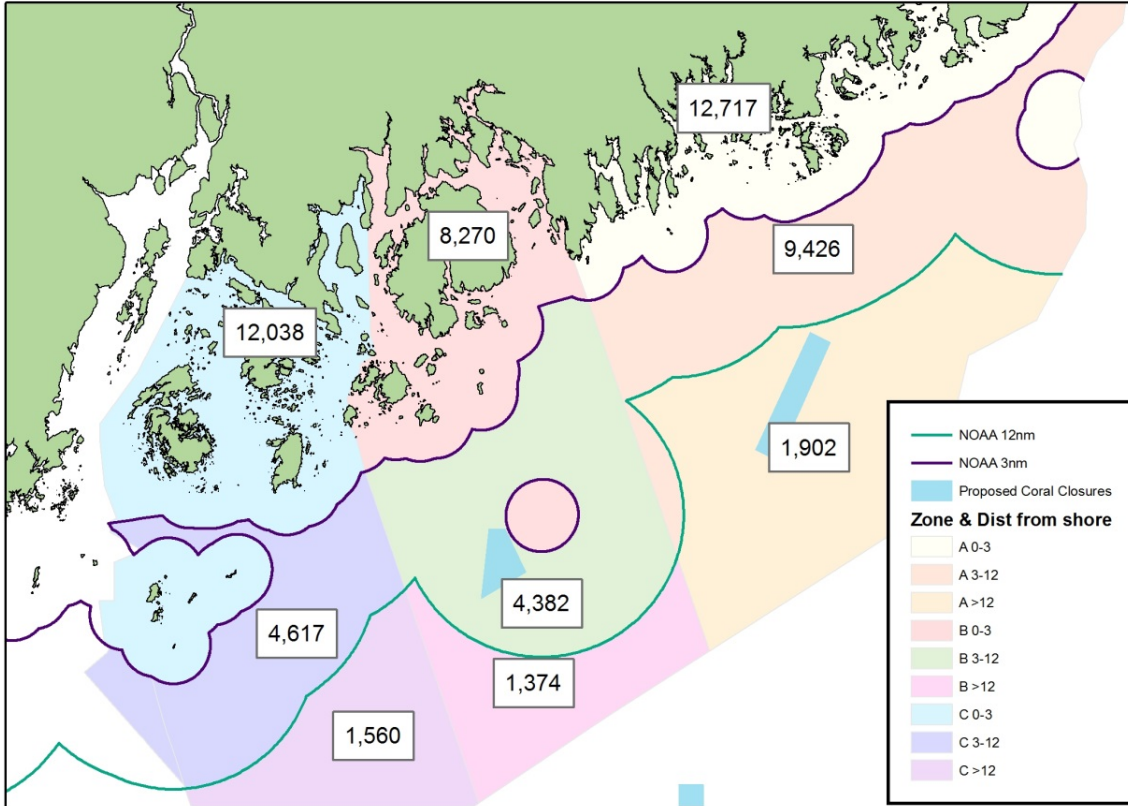 12,717
8,270
9,426
12,038
1,902
4,382
4,617
1,374
1,560
NOAA 12nm
NOAA 3nm
Proposed Coral Closures
Zone & Dist from shore
A 0-3
A 3-12
A >12
B 0-3
B 3-12
B >12
C 0-3
C 3-12
C >12